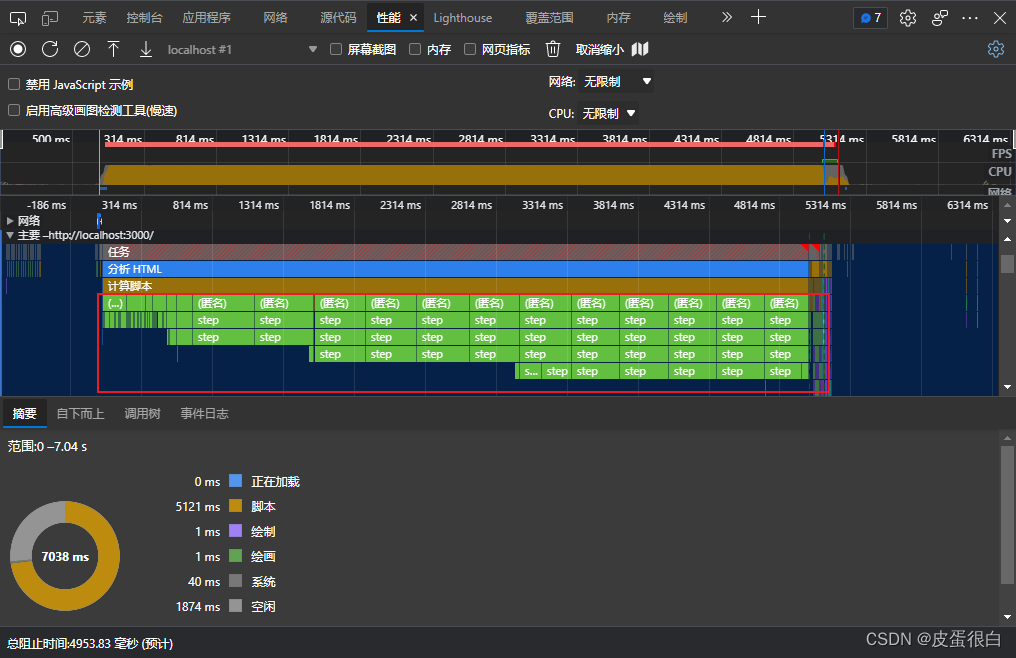 元素 控制台 应用程序 网络 源代码 性能 Lighthouse 覆盖范围 内存 绘制 7
localhost #1 屏幕截图 内存 网页指标 取消缩小
禁用 JavaScript 示例 网络: 无限制
启用高级画图检测工具(慢速) CPU: 无限制
500 ms 314 ms 814 ms 1314 ms 1814 ms 2314 ms 2814 ms 3314 ms 3814 ms 4314 ms 4814 ms 5314 ms 5814 ms 6314 ms
FPS
CPU
网络
-186 ms 314 ms 814 ms 1314 ms 1814 ms 2314 ms 2814 ms 3314 ms 3814 ms 4314 ms 4814 ms 5314 ms 5814 ms 6314 ms
网络
主要 –http://localhost:3000/
任务
分析 HTML
计算脚本
(...) (匿名) (匿名) (匿名) (匿名) (匿名) (匿名) (匿名) (匿名) (匿名) (匿名) (匿名) (匿名)
step step step step step step step step step step step step
step step step step step step step step step step step step
step step step step step step step step step step
s... step step step step step step
摘要 自下而上 调用树 事件日志
范围:0 –7.04 s
0 ms 正在加载
5121 ms 脚本
1 ms 绘制
7038 ms
1 ms 绘画
40 ms 系统
1874 ms 空闲
总阻止时间:4953.83 毫秒 (预计)
CSDN @皮蛋很白